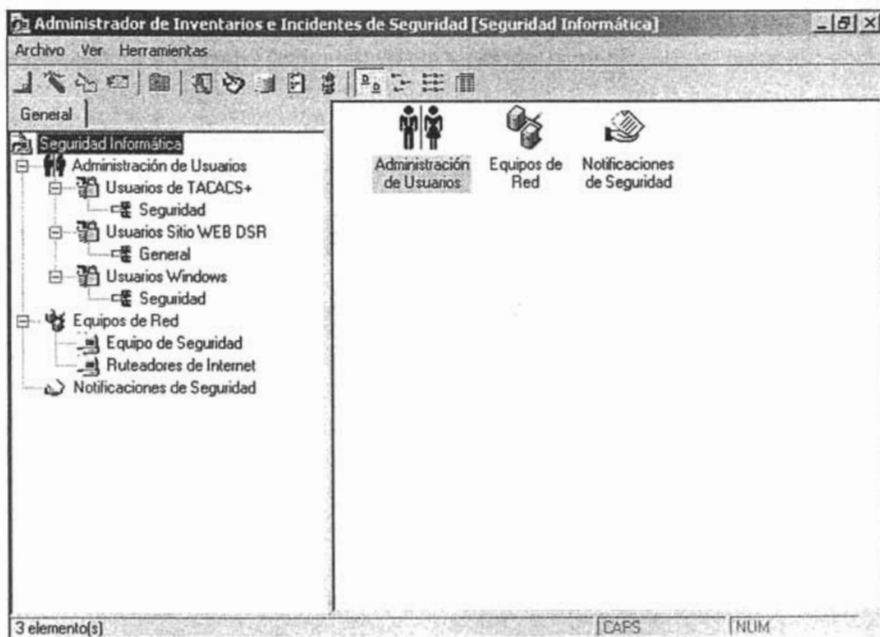 Administrador de Inventarios e Incidentes de Seguridad [Seguridad Informática]
Archivo Ver Herramientas
General
Seguridad Informática
Administración de Usuarios
Usuarios de TACACS+
Seguridad
Usuarios Sitio WEB DSR
General
Usuarios Windows
Seguridad
Equipos de Red
Equipo de Seguridad
Ruteadores de Internet
Notificaciones de Seguridad
Administración
de Usuarios
Equipos de
Red
Notificaciones
de Seguridad
3 elemento(s)
CAPS
NUM